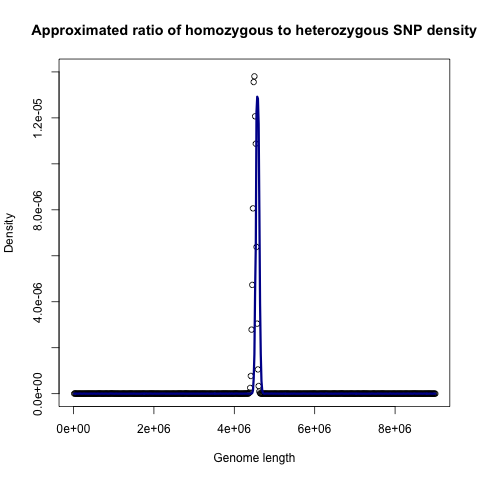 Approximated ratio of homozygous to heterozygous SNP density
Density
1.2e-05
8.0e-06
4.0e-06
0.0e+00
0e+00 2e+06 4e+06 6e+06 8e+06
Genome length